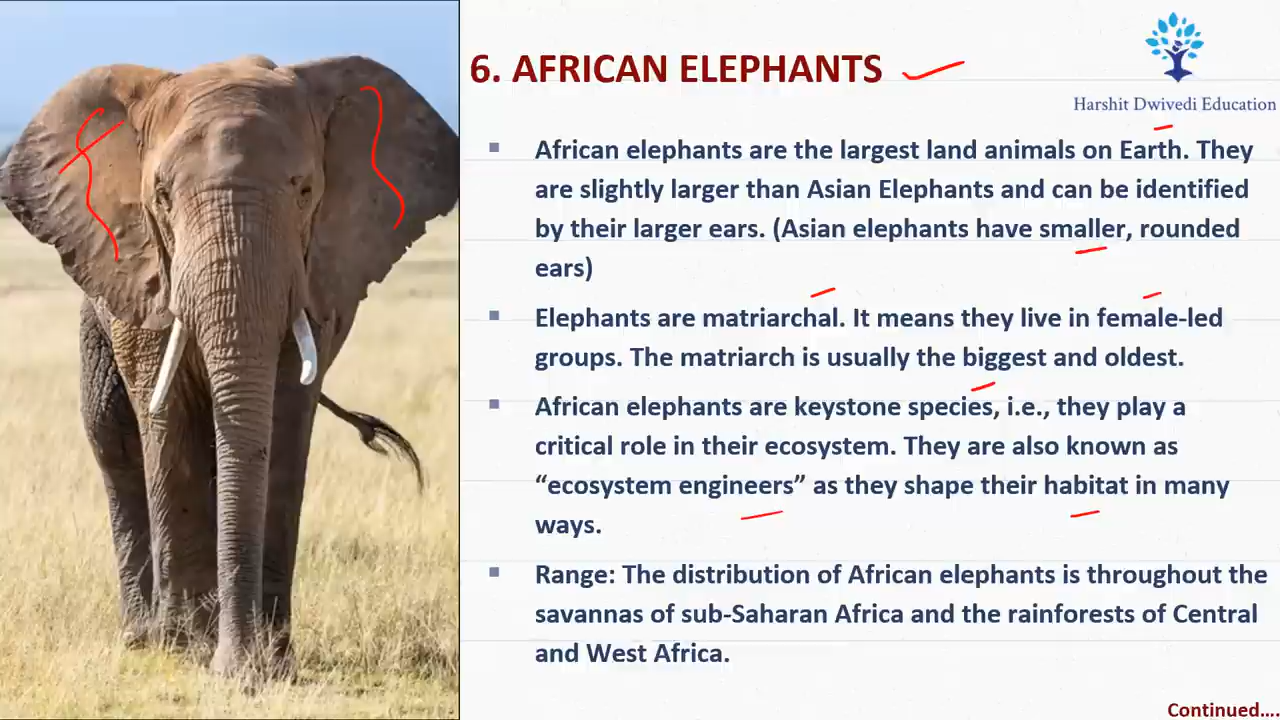 6. AFRICAN ELEPHANTS
Harshit Dwivedi Education
▪ African elephants are the largest land animals on Earth. They
are slightly larger than Asian Elephants and can be identified
by their larger ears. (Asian elephants have smaller, rounded
ears)
▪ Elephants are matriarchal. It means they live in female-led
groups. The matriarch is usually the biggest and oldest.
▪ African elephants are keystone species, i.e., they play a
critical role in their ecosystem. They are also known as
“ecosystem engineers” as they shape their habitat in many
ways.
▪ Range: The distribution of African elephants is throughout the
savannas of sub-Saharan Africa and the rainforests of Central
and West Africa.
Continued....